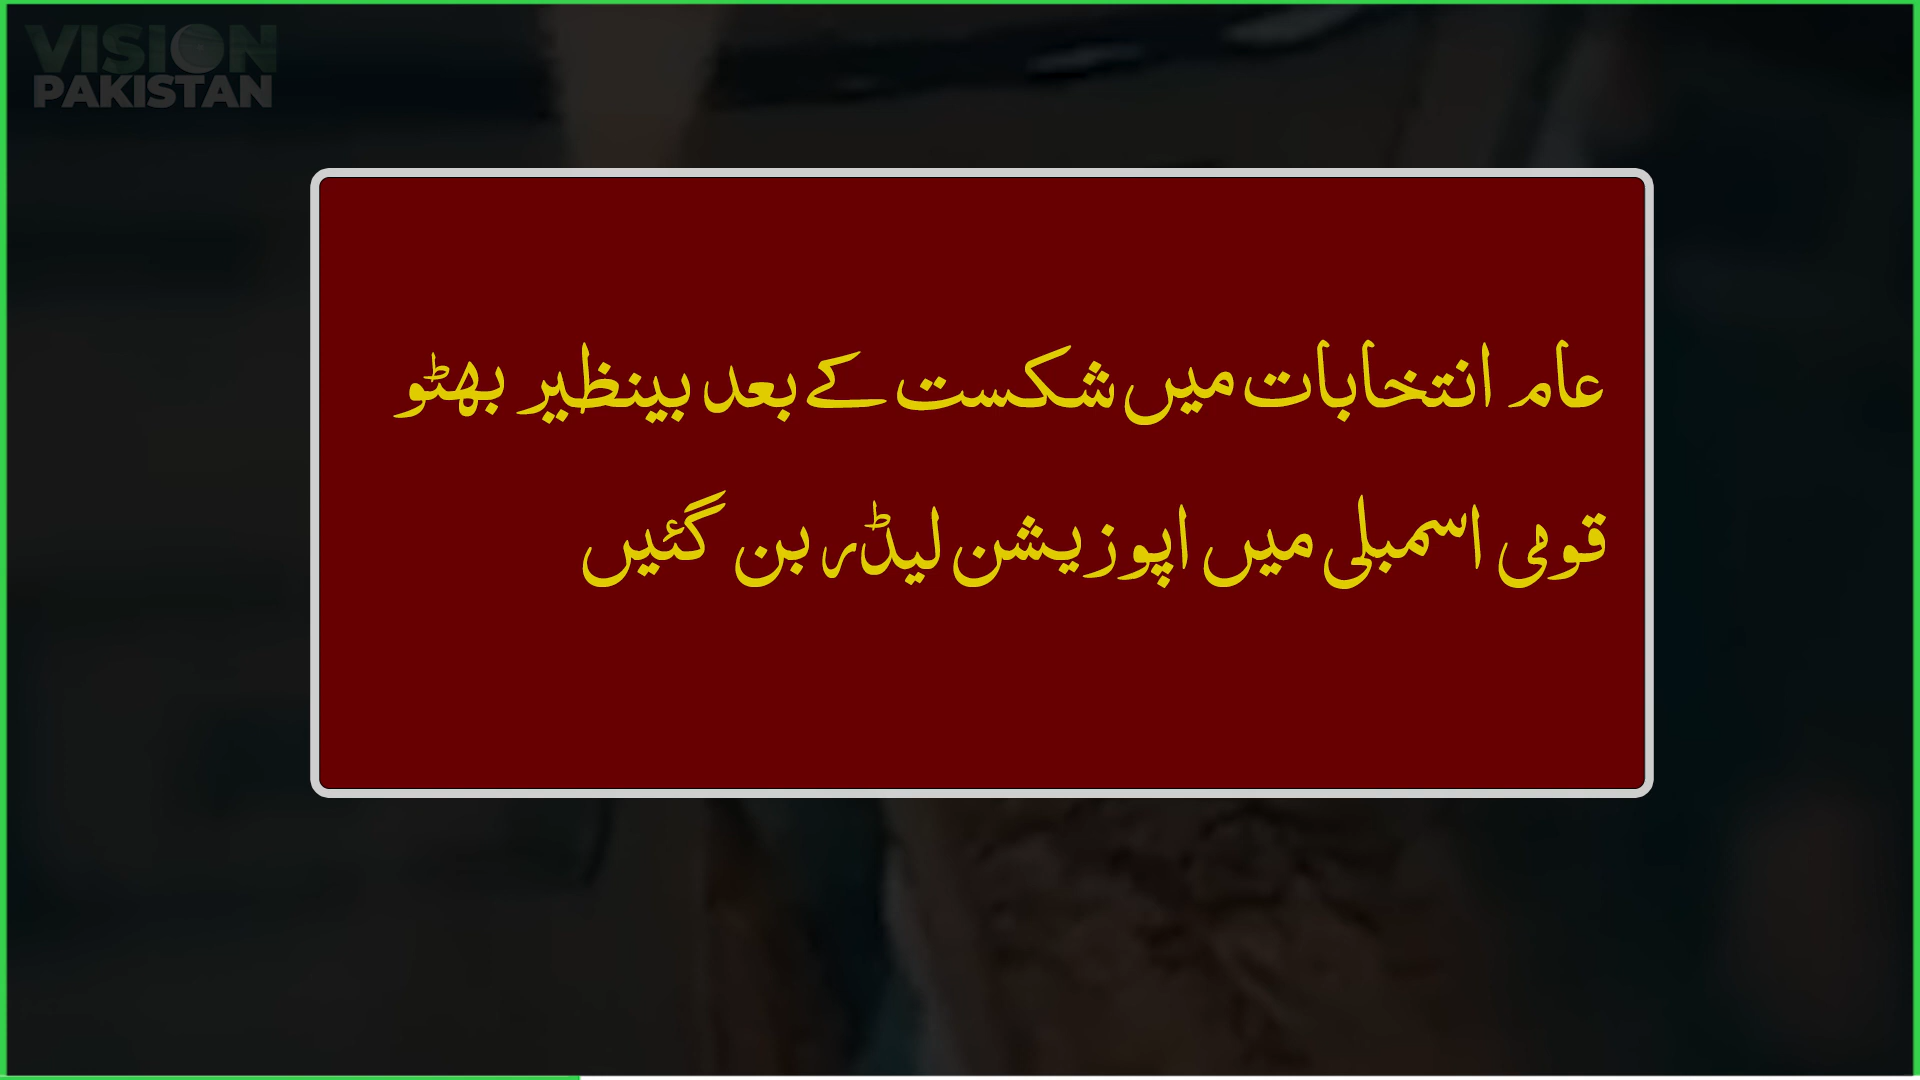 VISION
PAKISTAN
عام انتخابات میں شکست کے بعد بینظیر بھٹو
قومی اسمبلی میں اپوزیشن لیڈر بن گئیں